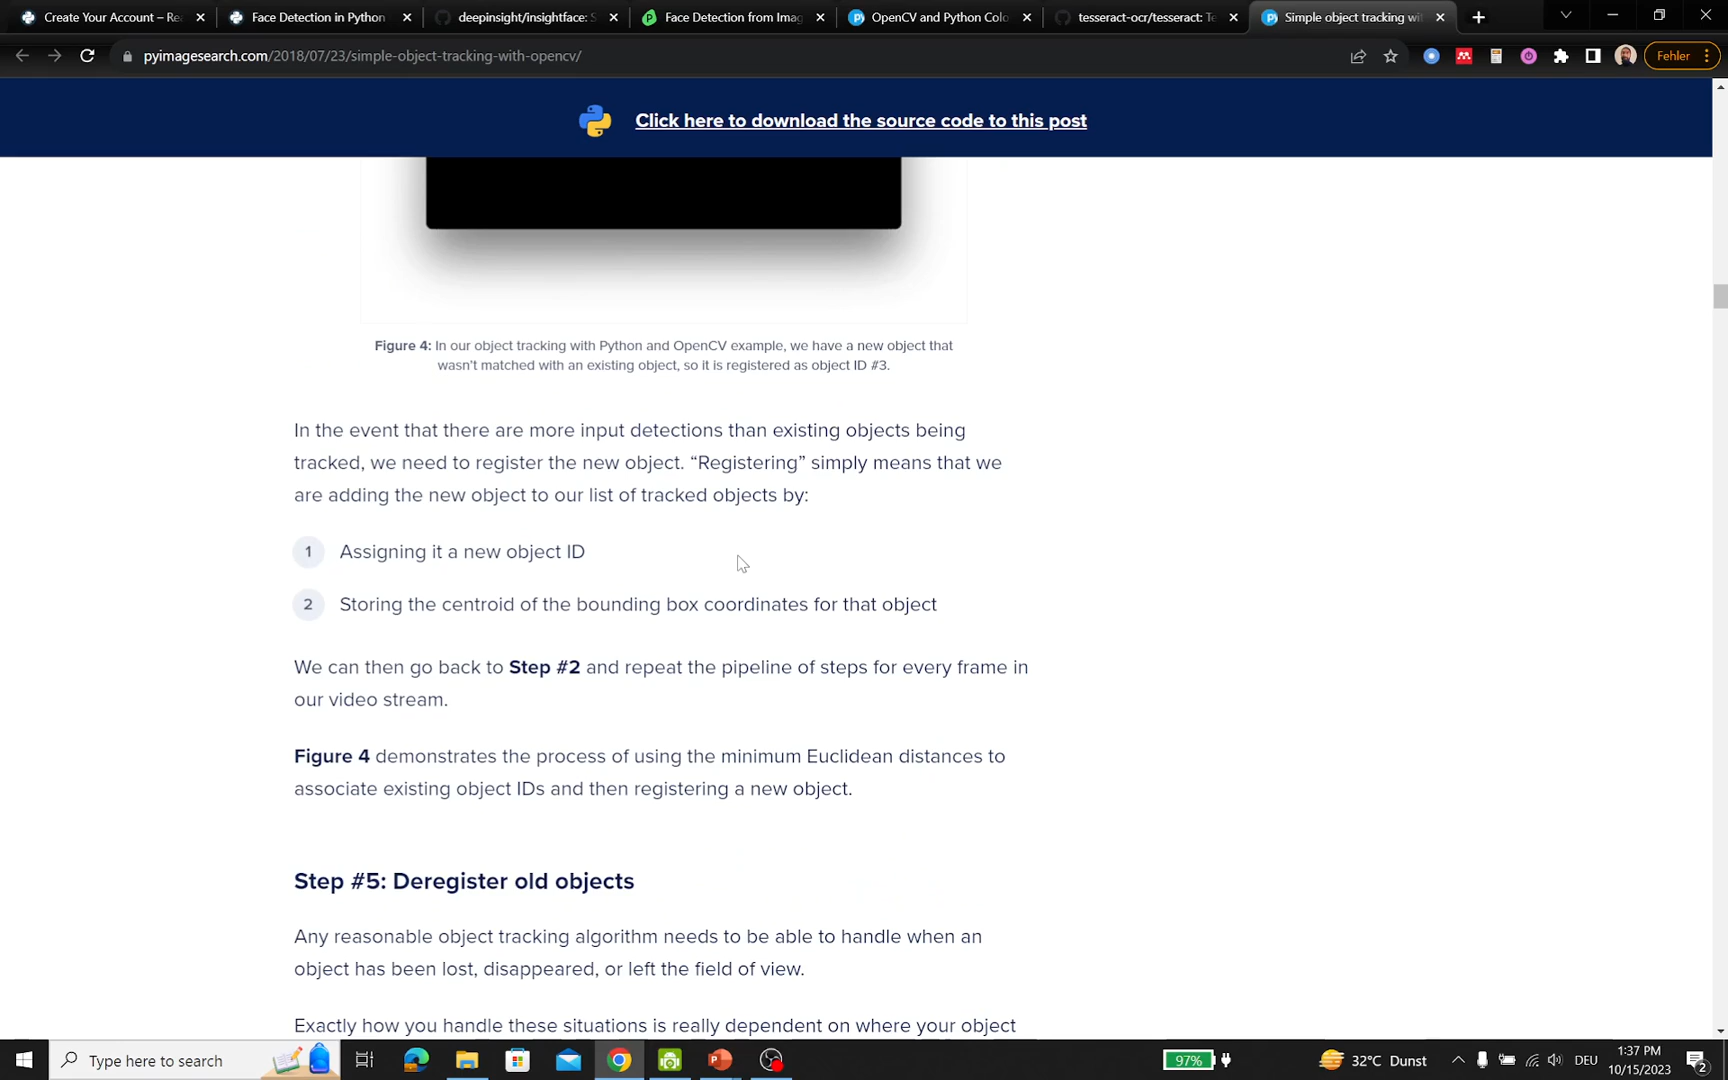 Create Your Account – Re
Face Detection in Python
deepinsight/insightface: S
Face Detection from Imag
OpenCV and Python Colo
tesseract-ocr/tesseract: Te
Simple object tracking wi
pyimagesearch.com/2018/07/23/simple-object-tracking-with-opencv/
Fehler
Click here to download the source code to this post
Figure 4: In our object tracking with Python and OpenCV example, we have a new object that
wasn’t matched with an existing object, so it is registered as object ID #3.
In the event that there are more input detections than existing objects being
tracked, we need to register the new object. “Registering” simply means that we
are adding the new object to our list of tracked objects by:
1 Assigning it a new object ID
2 Storing the centroid of the bounding box coordinates for that object
We can then go back to Step #2 and repeat the pipeline of steps for every frame in
our video stream.
Figure 4 demonstrates the process of using the minimum Euclidean distances to
associate existing object IDs and then registering a new object.
Step #5: Deregister old objects
Any reasonable object tracking algorithm needs to be able to handle when an
object has been lost, disappeared, or left the field of view.
Exactly how you handle these situations is really dependent on where your object
Type here to search
97%
32°C Dunst
DEU
1:37 PM
10/15/2023
2